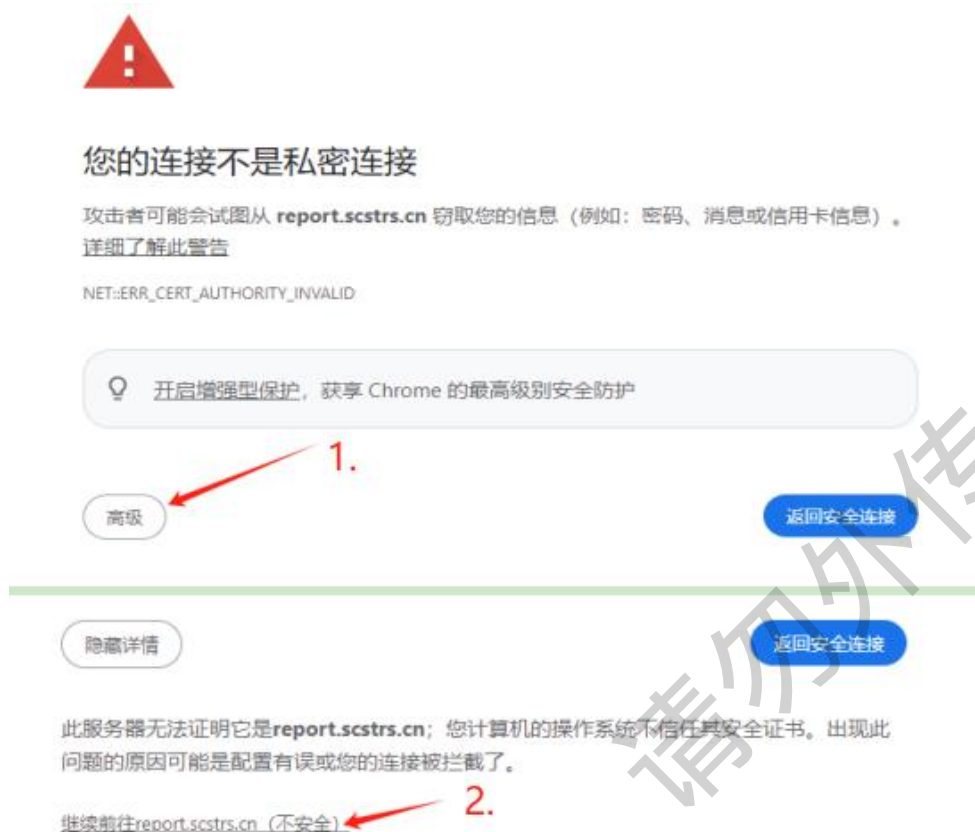 您的连接不是私密连接
攻击者可能会试图从 report.scstrs.cn 窃取您的信息（例如：密码、消息或信用卡信息）。
详细了解此警告
NET::ERR_CERT_AUTHORITY_INVALID
开启增强型保护，获享 Chrome 的最高级别安全防护
1.
高级
返回安全连接
隐藏详情
返回安全连接
此服务器无法证明它是report.scstrs.cn；您计算机的操作系统不信任其安全证书。出现此
问题的原因可能是配置有误或您的连接被拦截了。
2.
继续前往report.scstrs.cn（不安全）
请勿外传